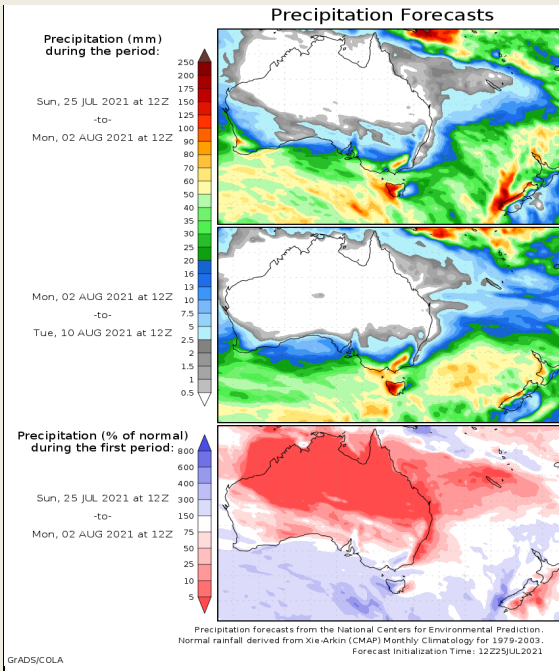 Precipitation Forecasts
Precipitation (mm)
during the period:
Sun, 25 JUL 2021 at 12Z
-to-
Mon, 02 AUG 2021 at 12Z
250
200
175
150
125
100
90
80
70
60
50
40
35
30
25
20
16
13
10
7.5
5
2.5
2
1.5
1
0.5
Mon, 02 AUG 2021 at 12Z
-to-
Tue, 10 AUG 2021 at 12Z
Precipitation (% of normal)
during the first period:
Sun, 25 JUL 2021 at 12Z
-to-
Mon, 02 AUG 2021 at 12Z
800
600
400
300
150
75
50
25
10
5
Precipitation forecasts from the National Centers for Environmental Prediction.
Normal rainfall derived from Xie-Arkin (CMAP) Monthly Climatology for 1979-2003.
Forecast Initialization Time: 12Z25JUL2021
GrADS/COLA